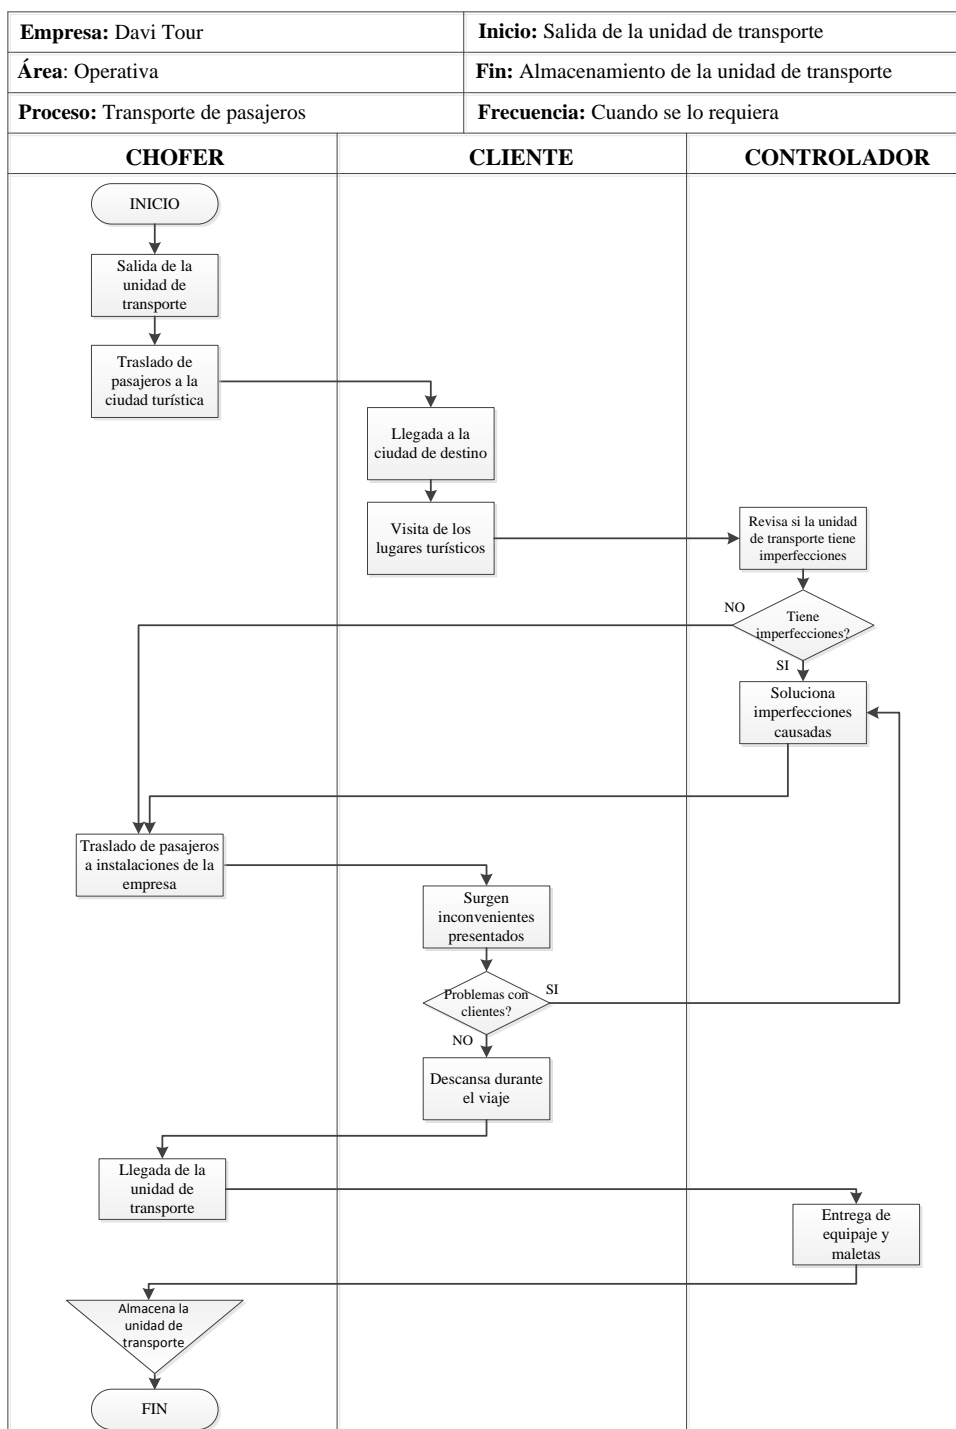 Empresa: Davi Tour
Inicio: Salida de la unidad de transporte
Área: Operativa
Fin: Almacenamiento de la unidad de transporte
Proceso: Transporte de pasajeros
Frecuencia: Cuando se lo requiera
CHOFER
CLIENTE
CONTROLADOR
INICIO
Salida de la
unidad de
transporte
Traslado de
pasajeros a la
ciudad turística
Llegada a la
ciudad de destino
Visita de los
lugares turísticos
Revisa si la unidad
de transporte tiene
imperfecciones
NO
Tiene
imperfecciones?
SI
Soluciona
imperfecciones
causadas
Traslado de pasajeros
a instalaciones de la
empresa
Surgen
inconvenientes
presentados
Problemas con
clientes?
SI
NO
Descansa durante
el viaje
Llegada de la
unidad de
transporte
Entrega de
equipaje y
maletas
Almacena la
unidad de
transporte
FIN